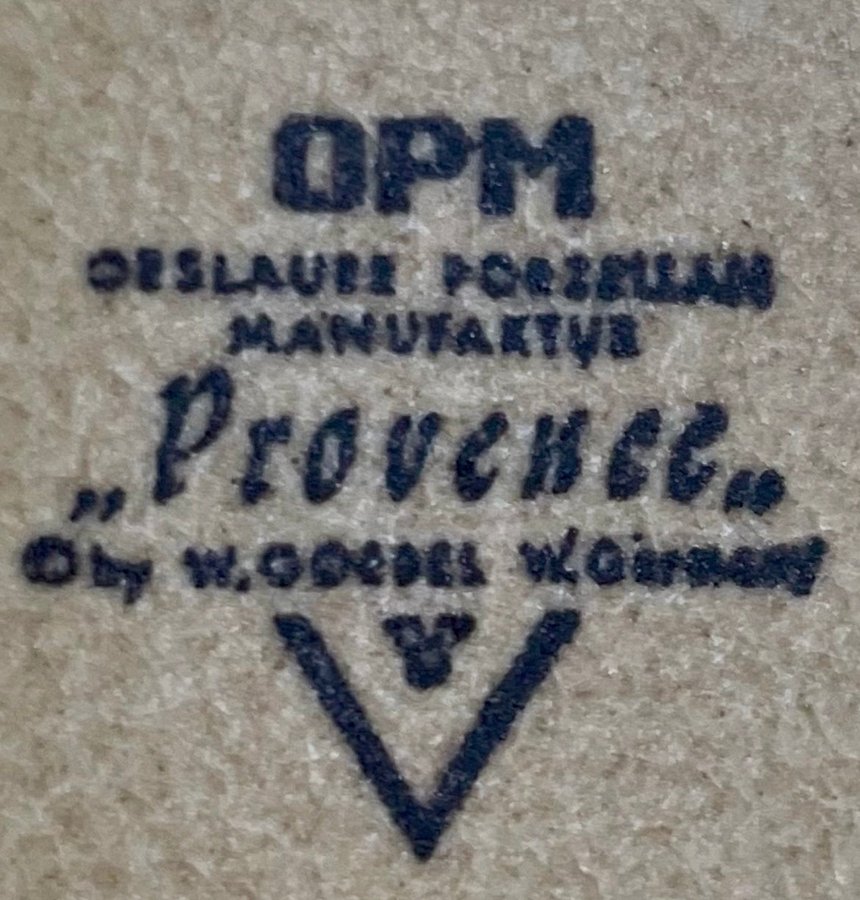 OPM
OESLAUER PORZELLAN
MANUFAKTUR
„Provence„
© by W. GOEBEL W. Germany
V